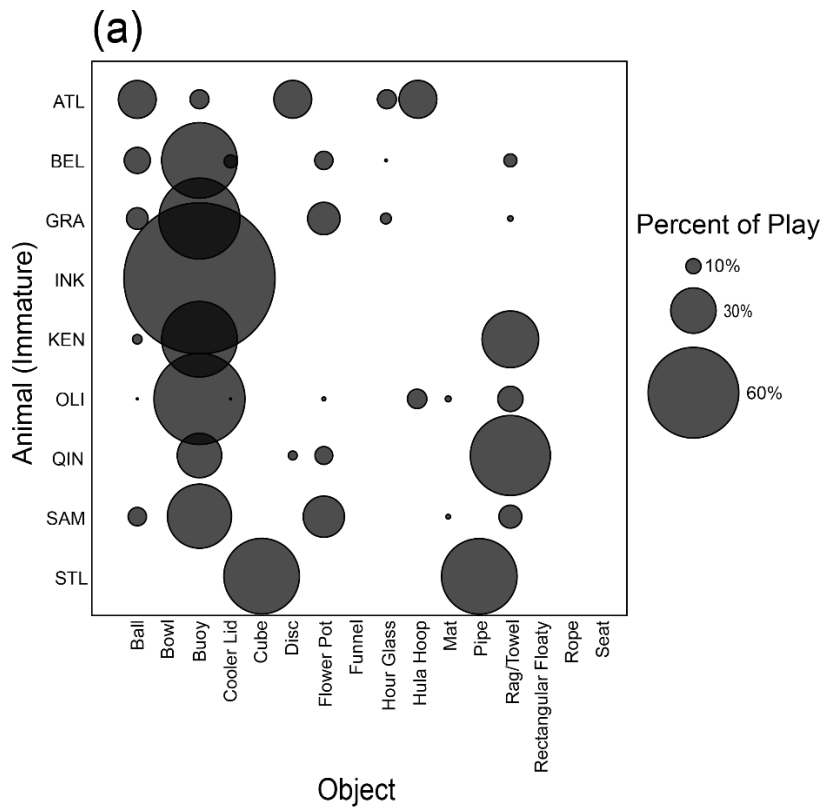 (a)
ATL
BEL
GRA
INK
KEN
OLI
QIN
SAM
STL
Animal (Immature)
Ball
Bowl
Buoy
Cooler Lid
Cube
Disc
Flower Pot
Funnel
Hour Glass
Hula Hoop
Mat
Pipe
Rag/Towel
Rectangular Floaty
Rope
Seat
Object
Percent of Play
10%
30%
60%